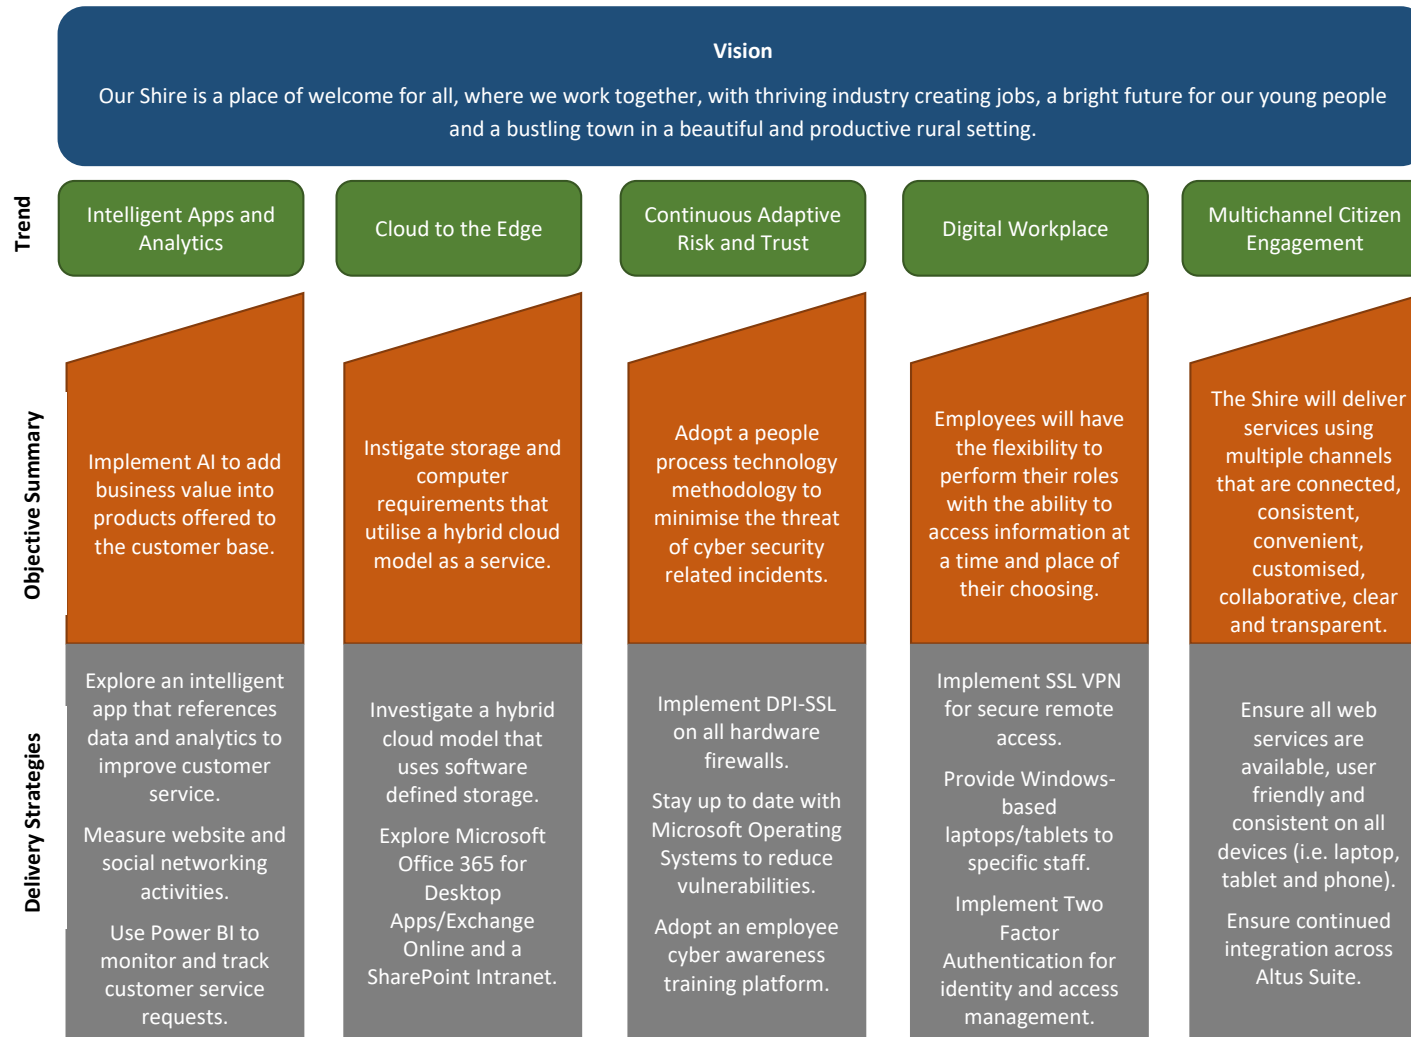 Vision
Our Shire is a place of welcome for all, where we work together, with thriving industry creating jobs, a bright future for our young people
and a bustling town in a beautiful and productive rural setting.
Trend
Intelligent Apps and
Analytics
Cloud to the Edge
Continuous Adaptive
Risk and Trust
Digital Workplace
Multichannel Citizen
Engagement
Objective Summary
Implement AI to add
business value into
products offered to
the customer base.
Instigate storage and
computer
requirements that
utilise a hybrid cloud
model as a service.
Adopt a people
process technology
methodology to
minimise the threat
of cyber security
related incidents.
Employees will have
the flexibility to
perform their roles
with the ability to
access information at
a time and place of
their choosing.
The Shire will deliver
services using
multiple channels
that are connected,
consistent,
convenient,
customised,
collaborative, clear
and transparent.
Delivery Strategies
Explore an intelligent
app that references
data and analytics to
improve customer
service.
Measure website and
social networking
activities.
Use Power BI to
monitor and track
customer service
requests.
Investigate a hybrid
cloud model that
uses software
defined storage.
Explore Microsoft
Office 365 for
Desktop
Apps/Exchange
Online and a
SharePoint Intranet.
Implement DPI-SSL
on all hardware
firewalls.
Stay up to date with
Microsoft Operating
Systems to reduce
vulnerabilities.
Adopt an employee
cyber awareness
training platform.
Implement SSL VPN
for secure remote
access.
Provide Windows-
based
laptops/tablets to
specific staff.
Implement Two
Factor
Authentication for
identity and access
management.
Ensure all web
services are
available, user
friendly and
consistent on all
devices (i.e. laptop,
tablet and phone).
Ensure continued
integration across
Altus Suite.